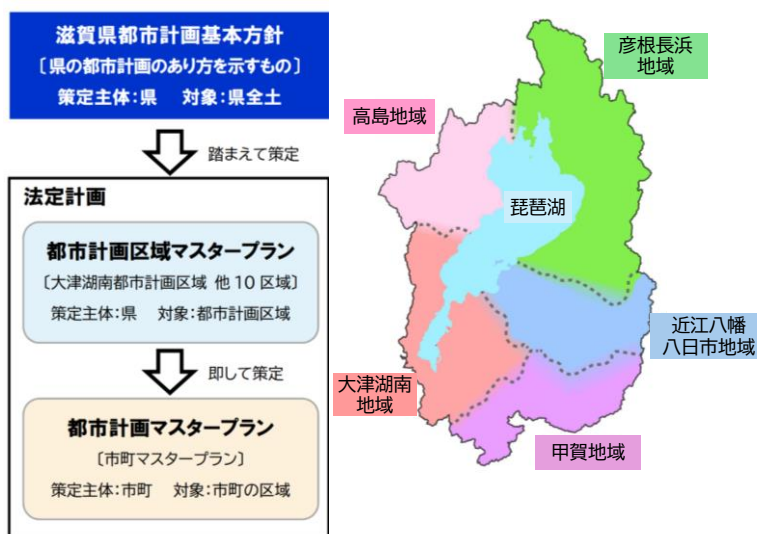 滋賀県都市計画基本方針
〔県の都市計画のあり方を示すもの〕
策定主体:県　対象:県全土
踏まえて策定
法定計画
都市計画区域マスタープラン
〔大津湖南都市計画区域 他10区域〕
策定主体:県　対象:都市計画区域
即して策定
都市計画マスタープラン
〔市町マスタープラン〕
策定主体:市町　対象:市町の区域
彦根長浜
地域
高島地域
琵琶湖
近江八幡
八日市地域
大津湖南
地域
甲賀地域